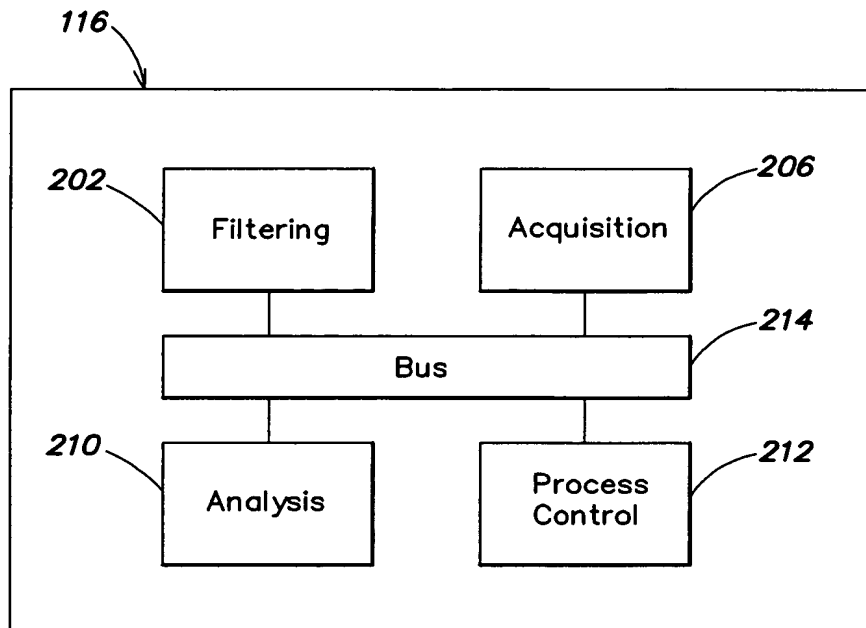 116
202
Filtering
206
Acquisition
214
Bus
210
Analysis
212
Process
Control